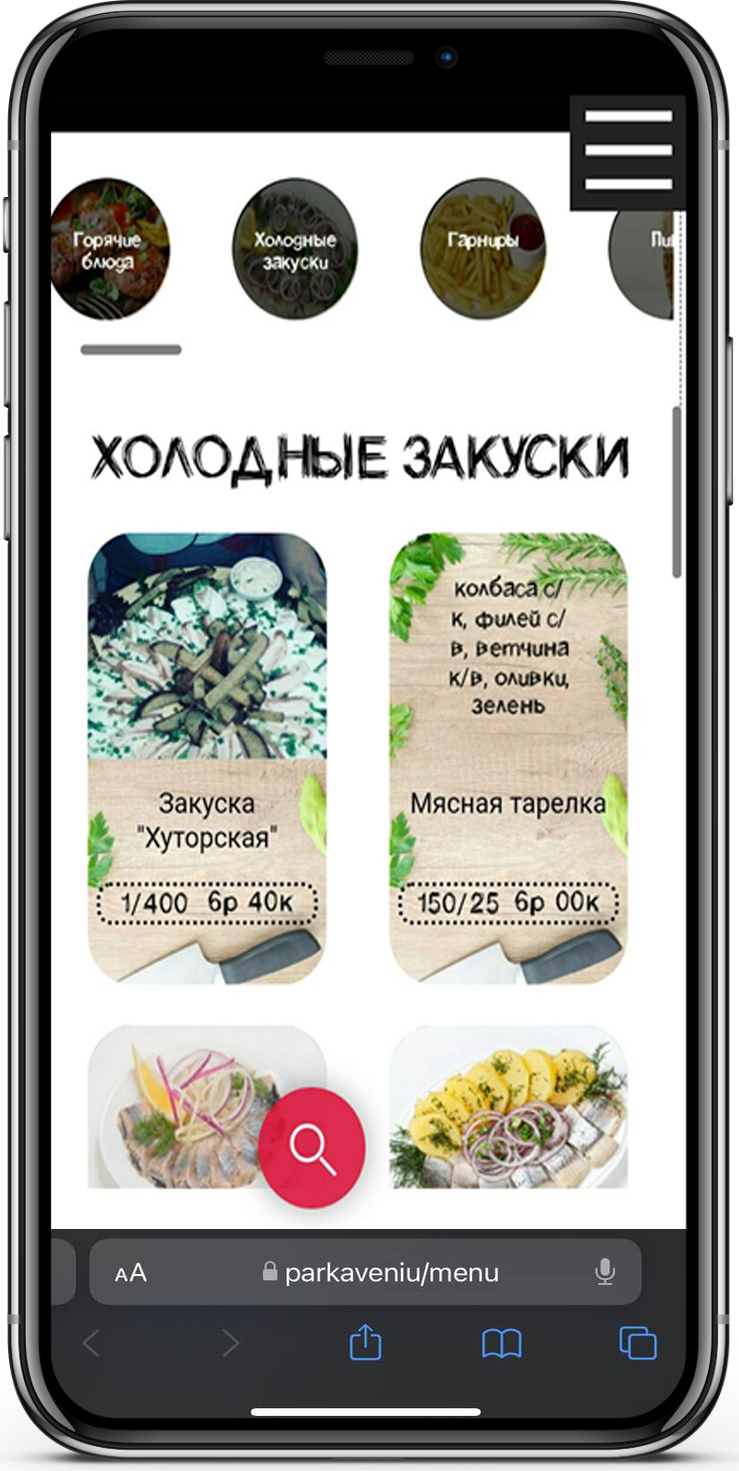 Горячие
блюда
Холодные
закуски
Гарниры
ХОЛОДНЫЕ ЗАКУСКИ
колбаса с/
к, филей с/
в, ветчина
к/в, оливки,
зелень
Закуска
"Хуторская"
1/400 6р 40к
Мясная тарелка
150/25 6р 00к
AA
parkaveniu/menu